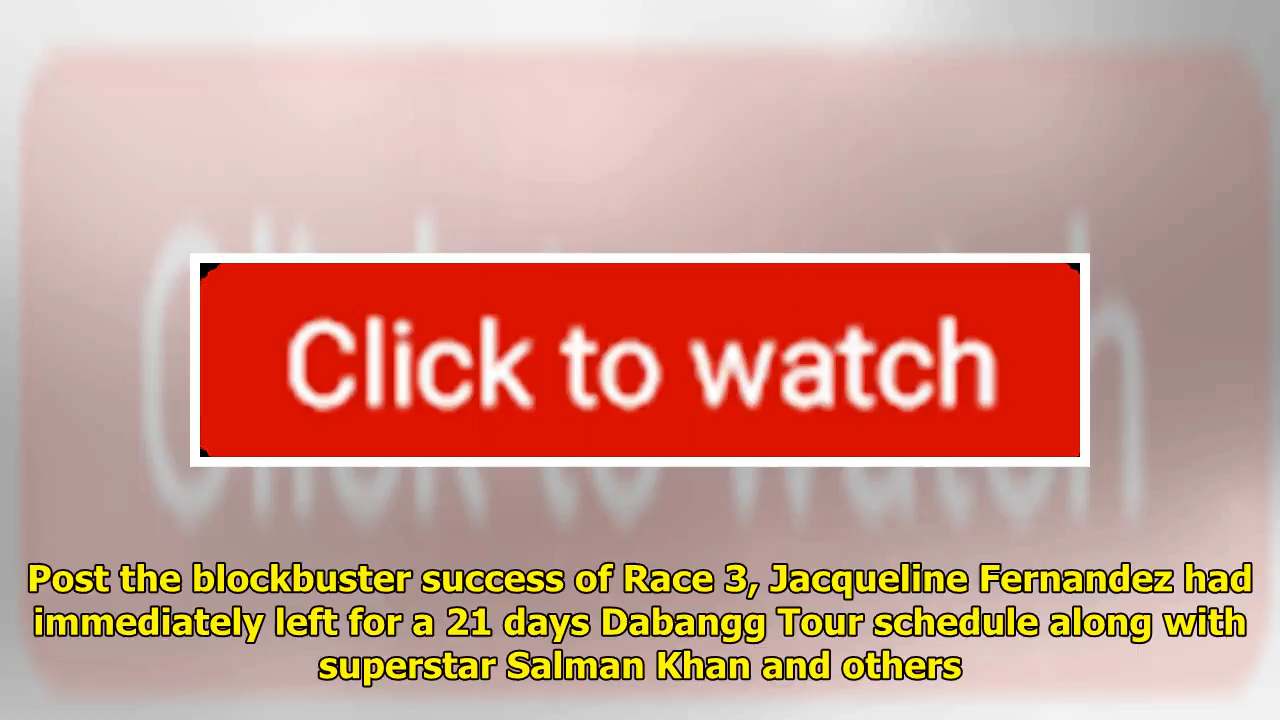 Click to watch
Post the blockbuster success of Race 3, Jacqueline Fernandez had
immediately left for a 21 days Dabangg Tour schedule along with
superstar Salman Khan and others